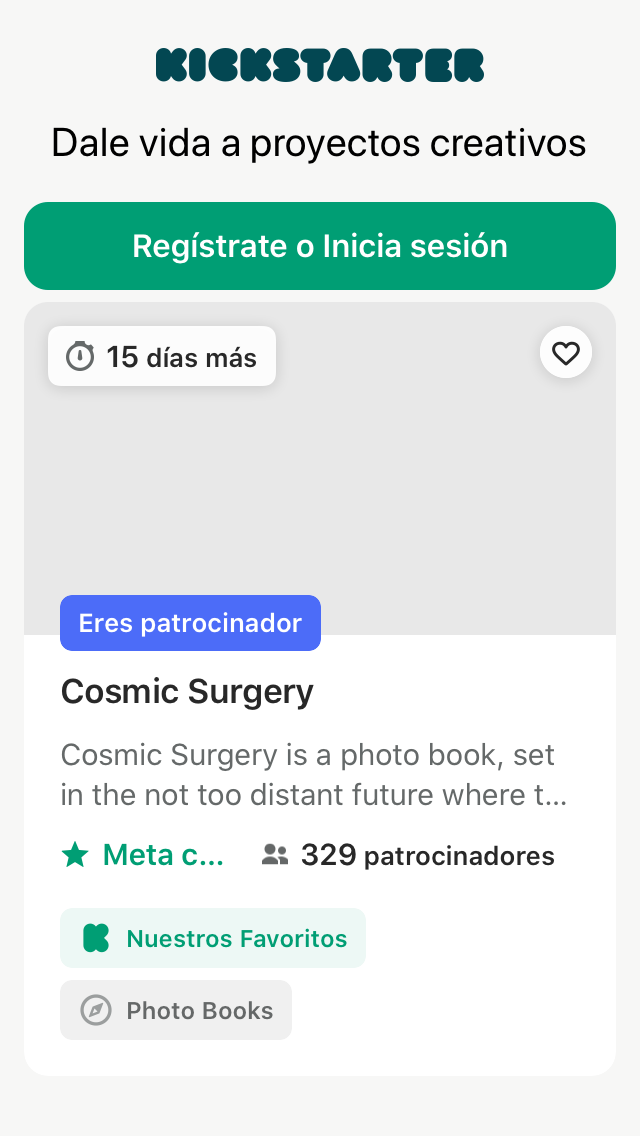 KICKSTARTER
Dale vida a proyectos creativos
Regístrate o Inicia sesión
15 días más
Eres patrocinador
Cosmic Surgery
Cosmic Surgery is a photo book, set
in the not too distant future where t...
Meta c...
329 patrocinadores
Nuestros Favoritos
Photo Books